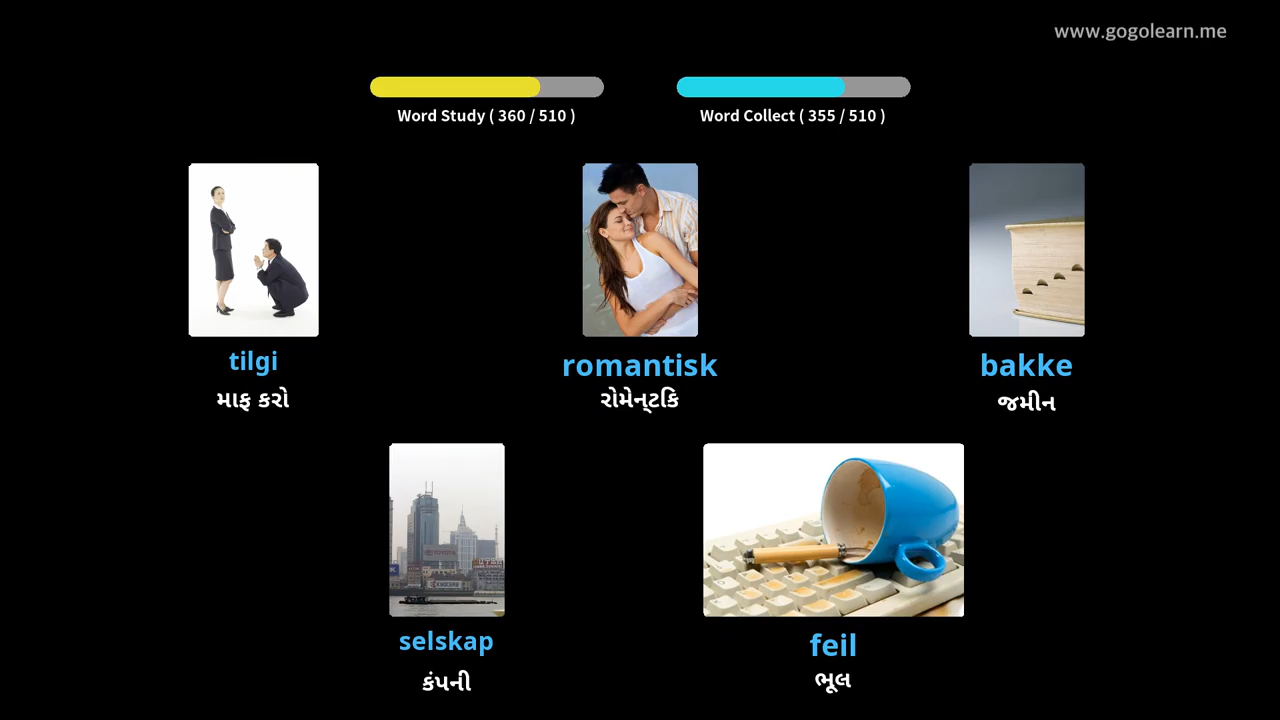 www.gogolearn.me
Word Study ( 360 / 510 )
Word Collect ( 355 / 510 )
tilgi
માફ કરો
romantisk
રોમેન્ટિક
bakke
જમીન
TOYOTA
selskap
કંપની
feil
ભૂલ